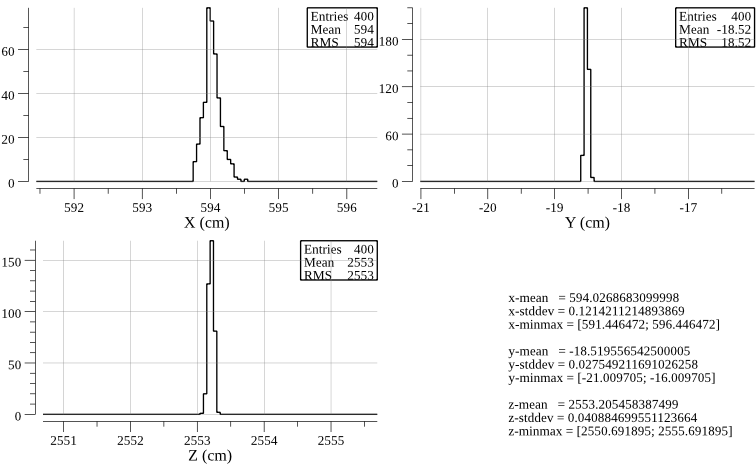 Entries 400
Mean 594
RMS 594
60
40
20
0
592 593 594 595 596
X (cm)
Entries 400
Mean -18.52
RMS 18.52
180
120
60
0
-21 -20 -19 -18 -17
Y (cm)
Entries 400
Mean 2553
RMS 2553
150
100
50
0
2551 2552 2553 2554 2555
Z (cm)
x-mean = 594.0268683099998
x-stddev = 0.1214211214893869
x-minmax = [591.446472; 596.446472]
y-mean = -18.519556542500005
y-stddev = 0.027549211691026258
y-minmax = [-21.009705; -16.009705]
z-mean = 2553.205458387499
z-stddev = 0.040884699551123664
z-minmax = [2550.691895; 2555.691895]